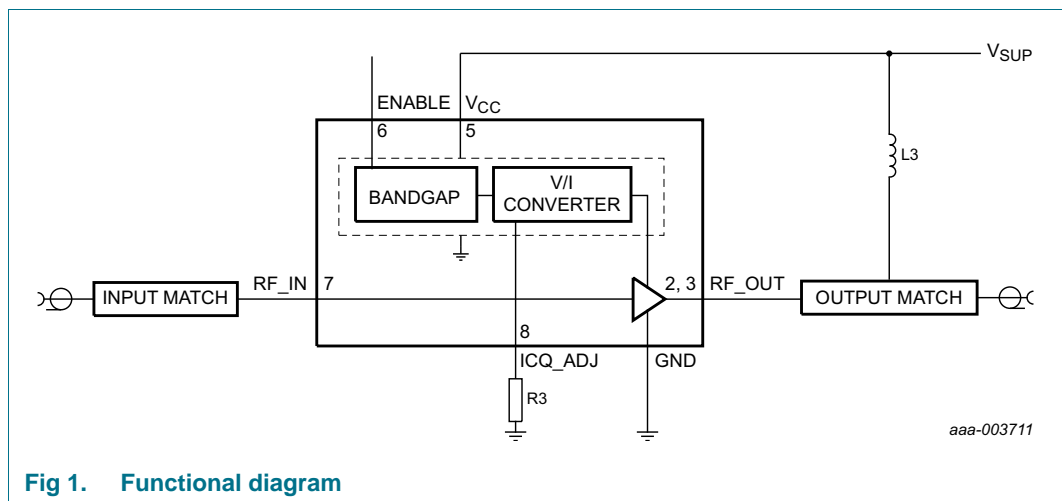 VSUP
ENABLE VCC
6 5
L3
BANDGAP
V/I
CONVERTER
RF_IN 7
2, 3 RF_OUT
INPUT MATCH
OUTPUT MATCH
8
ICQ_ADJ
GND
R3
aaa-003711
Fig 1. Functional diagram